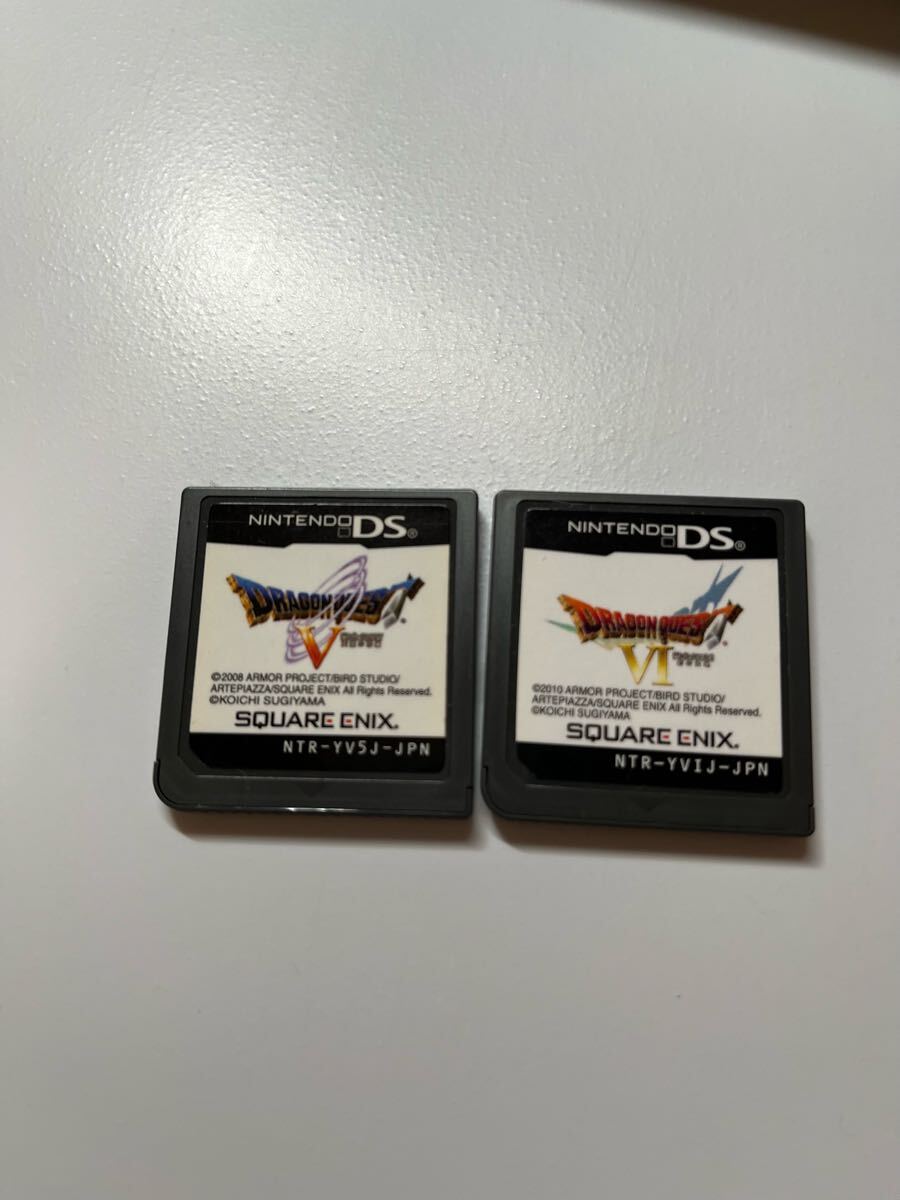 NINTENDO DS®
DRAGON QUEST
V
©2008 ARMOR PROJECT/BIRD STUDIO/
ARTEPIAZZA/SQUARE ENIX All Rights Reserved.
©KOICHI SUGIYAMA
SQUARE ENIX.
NTR-YV5J-JPN
NINTENDO DS®
DRAGON QUEST
VI
©2010 ARMOR PROJECT/BIRD STUDIO/
ARTEPIAZZA/SQUARE ENIX All Rights Reserved.
©KOICHI SUGIYAMA
SQUARE ENIX.
NTR-YVIJ-JPN